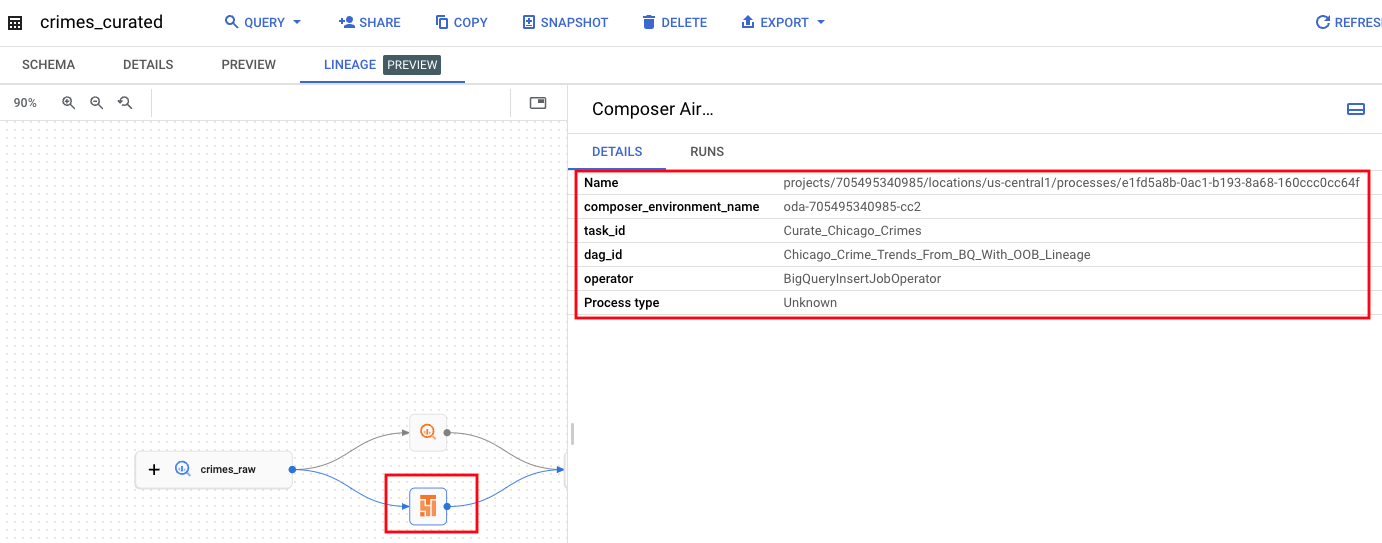 crimes_curated QUERY SHARE COPY SNAPSHOT DELETE EXPORT REFRES
SCHEMA DETAILS PREVIEW LINEAGE PREVIEW
90%
Composer Air...
DETAILS RUNS
Name projects/705495340985/locations/us-central1/processes/e1fd5a8b-0ac1-b193-8a68-160ccc0cc64f
composer_environment_name oda-705495340985-cc2
task_id Curate_Chicago_Crimes
dag_id Chicago_Crime_Trends_From_BQ_With_OOB_Lineage
operator BigQueryInsertJobOperator
Process type Unknown
crimes_raw